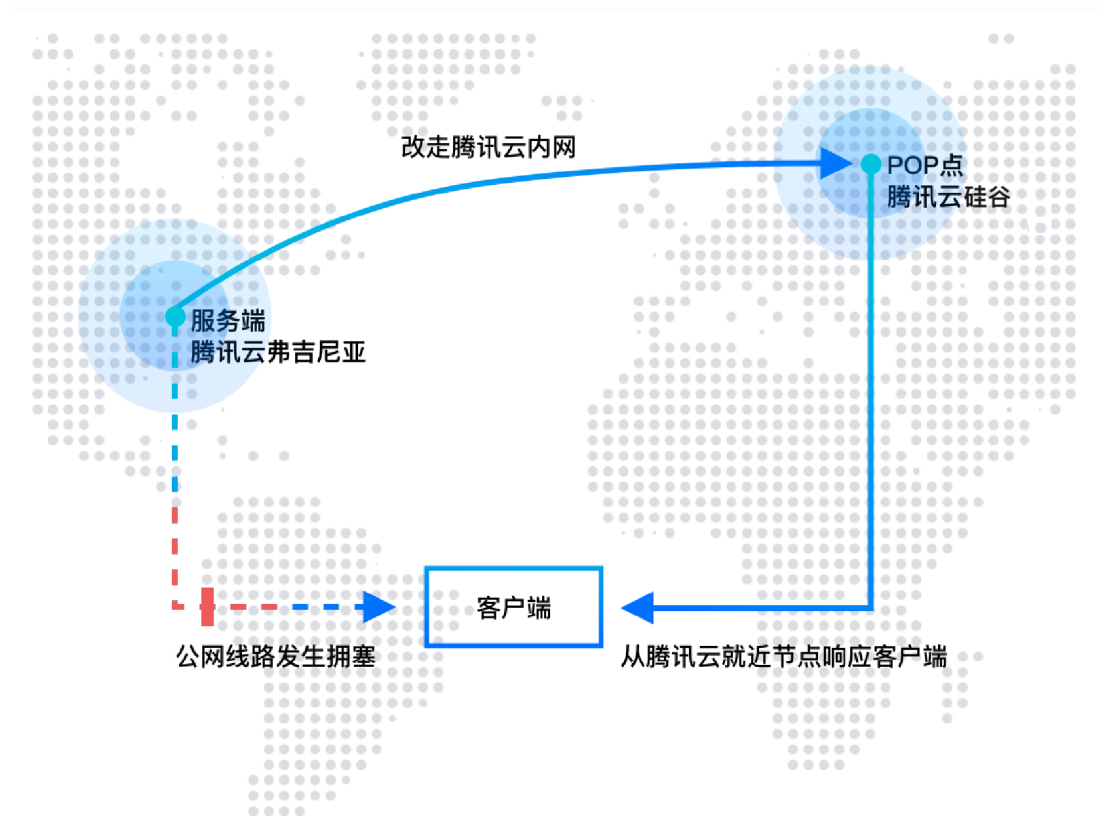 改走腾讯云内网
POP点
腾讯云硅谷
服务端
腾讯云弗吉尼亚
客户端
公网线路发生拥塞
从腾讯云就近节点响应客户端